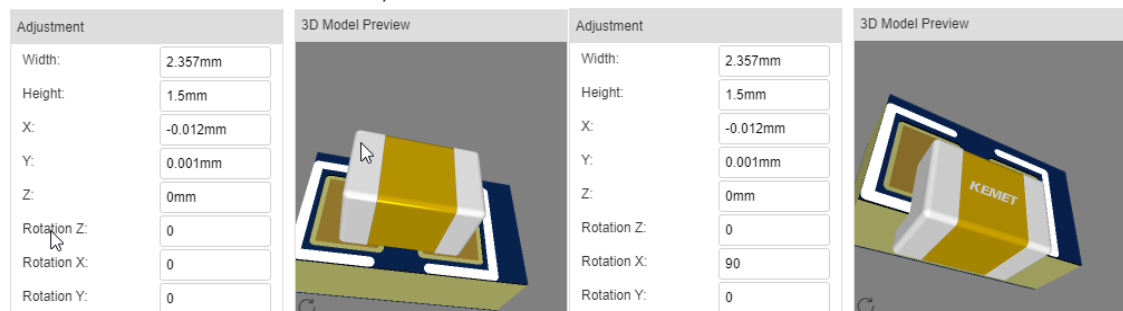 Adjustment
Width: 2.357mm
Height: 1.5mm
X: -0.012mm
Y: 0.001mm
Z: 0mm
Rotation Z: 0
Rotation X: 0
Rotation Y: 0
3D Model Preview
Adjustment
Width: 2.357mm
Height: 1.5mm
X: -0.012mm
Y: 0.001mm
Z: 0mm
Rotation Z: 0
Rotation X: 90
Rotation Y: 0
3D Model Preview
KEMET